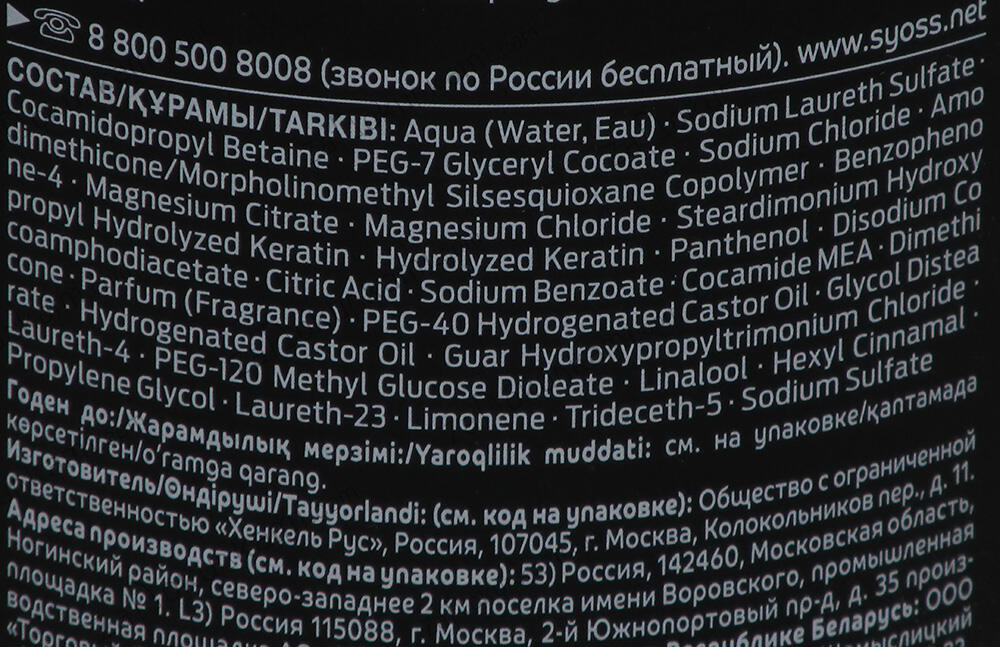 8 800 500 8008 (звонок по России бесплатный). www.syoss.net
СОСТАВ/ҚҰРАМЫ/TARKIBI: Aqua (Water, Eau) · Sodium Laureth Sulfate ·
Cocamidopropyl Betaine · PEG-7 Glyceryl Cocoate · Sodium Chloride · Amo
dimethicone/Morpholinomethyl Silsesquioxane Copolymer · Benzopheno
ne-4 · Magnesium Citrate · Magnesium Chloride · Steardimonium Hydroxy
propyl Hydrolyzed Keratin · Hydrolyzed Keratin · Panthenol · Disodium Co
coamphodiacetate · Citric Acid · Sodium Benzoate · Cocamide MEA · Dimethi
cone · Parfum (Fragrance) · PEG-40 Hydrogenated Castor Oil · Glycol Distea
rate · Hydrogenated Castor Oil · Guar Hydroxypropyltrimonium Chloride ·
Laureth-4 · PEG-120 Methyl Glucose Dioleate · Linalool · Hexyl Cinnamal ·
Propylene Glycol · Laureth-23 · Limonene · Trideceth-5 · Sodium Sulfate
Годен до:/Жарамдылық мерзімі:/Yaroqlilik muddati: см. на упаковке/қаптамада
көрсетілген/o'ramga qarang.
Изготовитель/Өндіруші/Tayyorlandi: (см. код на упаковке): Общество с ограниченной
ответственностью «Хенкель Рус», Россия, 107045, г. Москва, Колокольников пер., д. 11.
Адреса производств (см. код на упаковке): 53) Россия, 142460, Московская область,
Ногинский район, северо-западнее 2 км поселка имени Воровского, промышленная
площадка № 1. L3) Россия 115088, г. Москва, 2-й Южнопортовый пр-д, д. 35 произ-
водственная площадка Республике Беларусь: ООО
«Торговый